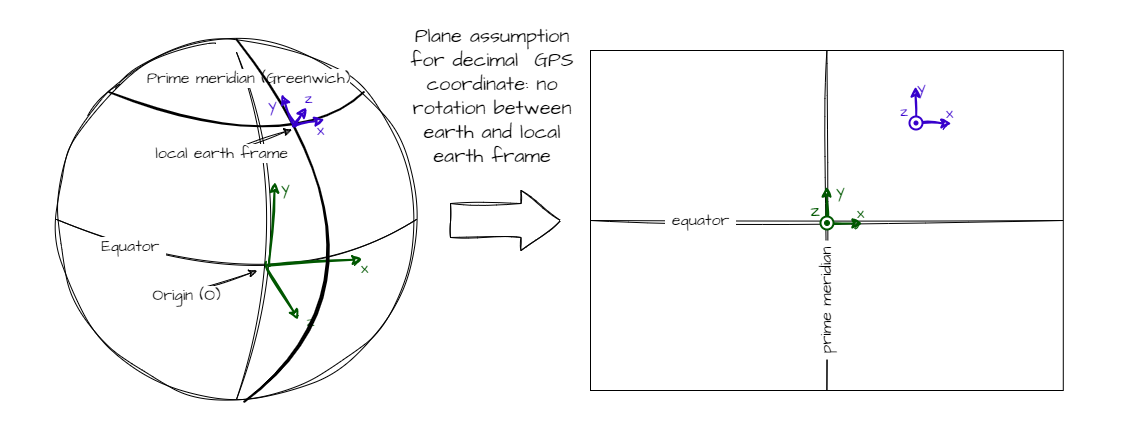 Plane assumption
for decimal GPS
coordinate: no
rotation between
earth and local
earth frame
Prime meridian (Greenwich)
y
z
x
local earth frame
y
Equator
x
Origin (O)
z
y
z
x
y
z
x
equator
prime meridian